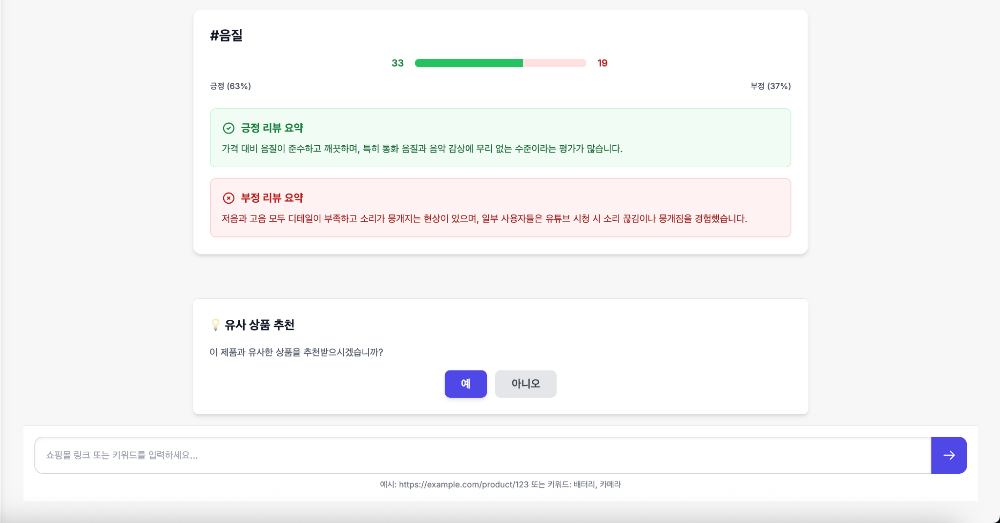 #음질
33 19
긍정 (63%) 부정 (37%)
긍정 리뷰 요약
가격 대비 음질이 준수하고 깨끗하며, 특히 통화 음질과 음악 감상에 무리 없는 수준이라는 평가가 많습니다.
부정 리뷰 요약
저음과 고음 모두 디테일이 부족하고 소리가 뭉개지는 현상이 있으며, 일부 사용자들은 유튜브 시청 시 소리 끊김이나 뭉개짐을 경험했습니다.
💡 유사 상품 추천
이 제품과 유사한 상품을 추천받으시겠습니까?
예 아니오
쇼핑몰 링크 또는 키워드를 입력하세요...
예시: https://example.com/product/123 또는 키워드: 배터리, 카메라